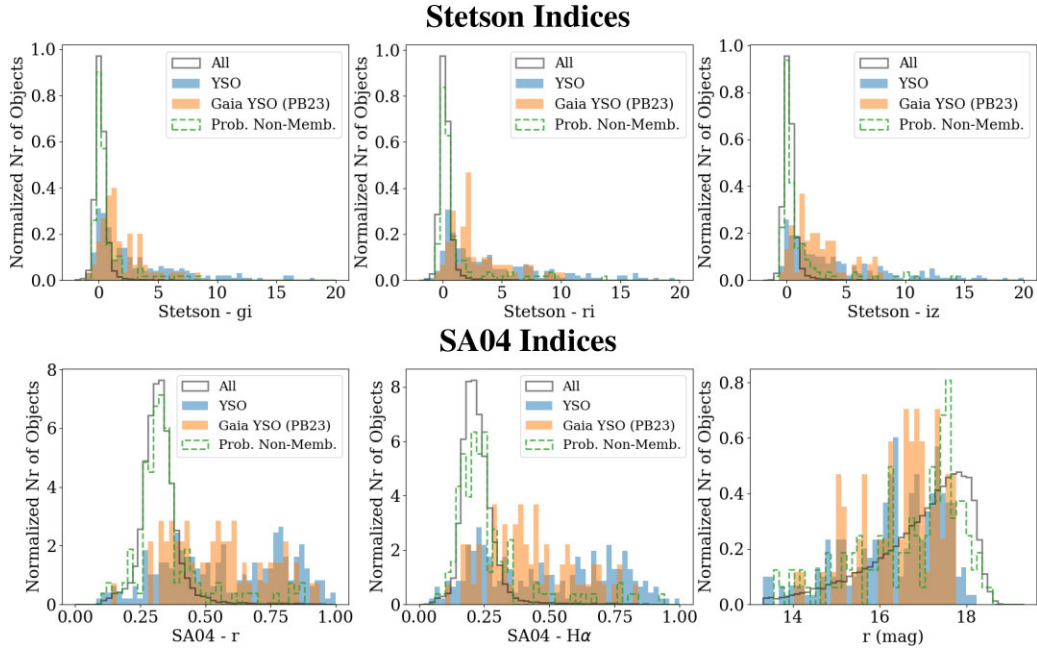 Stetson Indices
Normalized Nr of Objects
1.0
0.8
0.6
0.4
0.2
0.0
All
YSO
Gaia YSO (PB23)
Prob. Non-Memb.
0 5 10 15 20
Stetson - gi
Normalized Nr of Objects
1.0
0.8
0.6
0.4
0.2
0.0
All
YSO
Gaia YSO (PB23)
Prob. Non-Memb.
0 5 10 15 20
Stetson - ri
Normalized Nr of Objects
1.0
0.8
0.6
0.4
0.2
0.0
All
YSO
Gaia YSO (PB23)
Prob. Non-Memb.
0 5 10 15 20
Stetson - iz
SA04 Indices
Normalized Nr of Objects
8
6
4
2
0
All
YSO
Gaia YSO (PB23)
Prob. Non-Memb.
0.00 0.25 0.50 0.75 1.00
SA04 - r
Normalized Nr of Objects
8
6
4
2
0
All
YSO
Gaia YSO (PB23)
Prob. Non-Memb.
0.00 0.25 0.50 0.75 1.00
SA04 - Hα
Normalized Nr of Objects
0.8
0.6
0.4
0.2
0.0
14 16 18
r (mag)